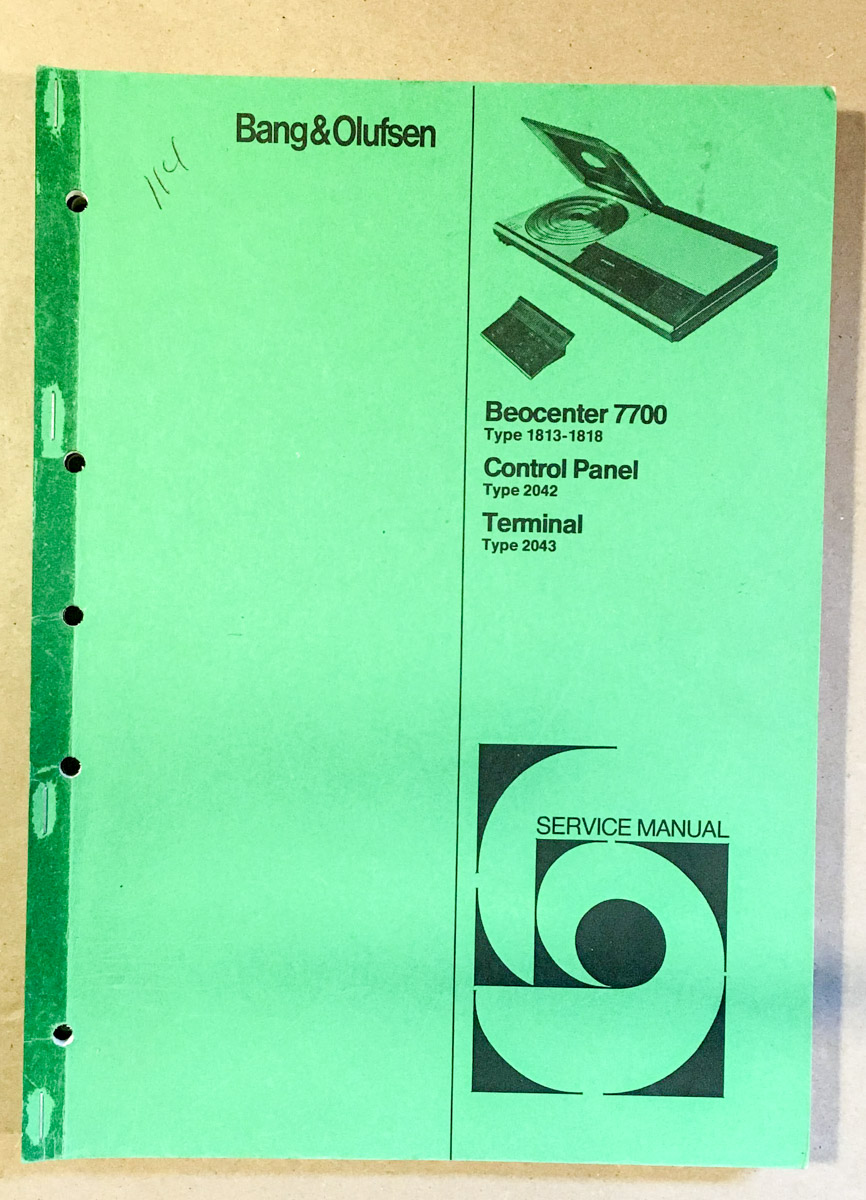 Bang&Olufsen
114
Beocenter 7700
Type 1813-1818
Control Panel
Type 2042
Terminal
Type 2043
SERVICE MANUAL